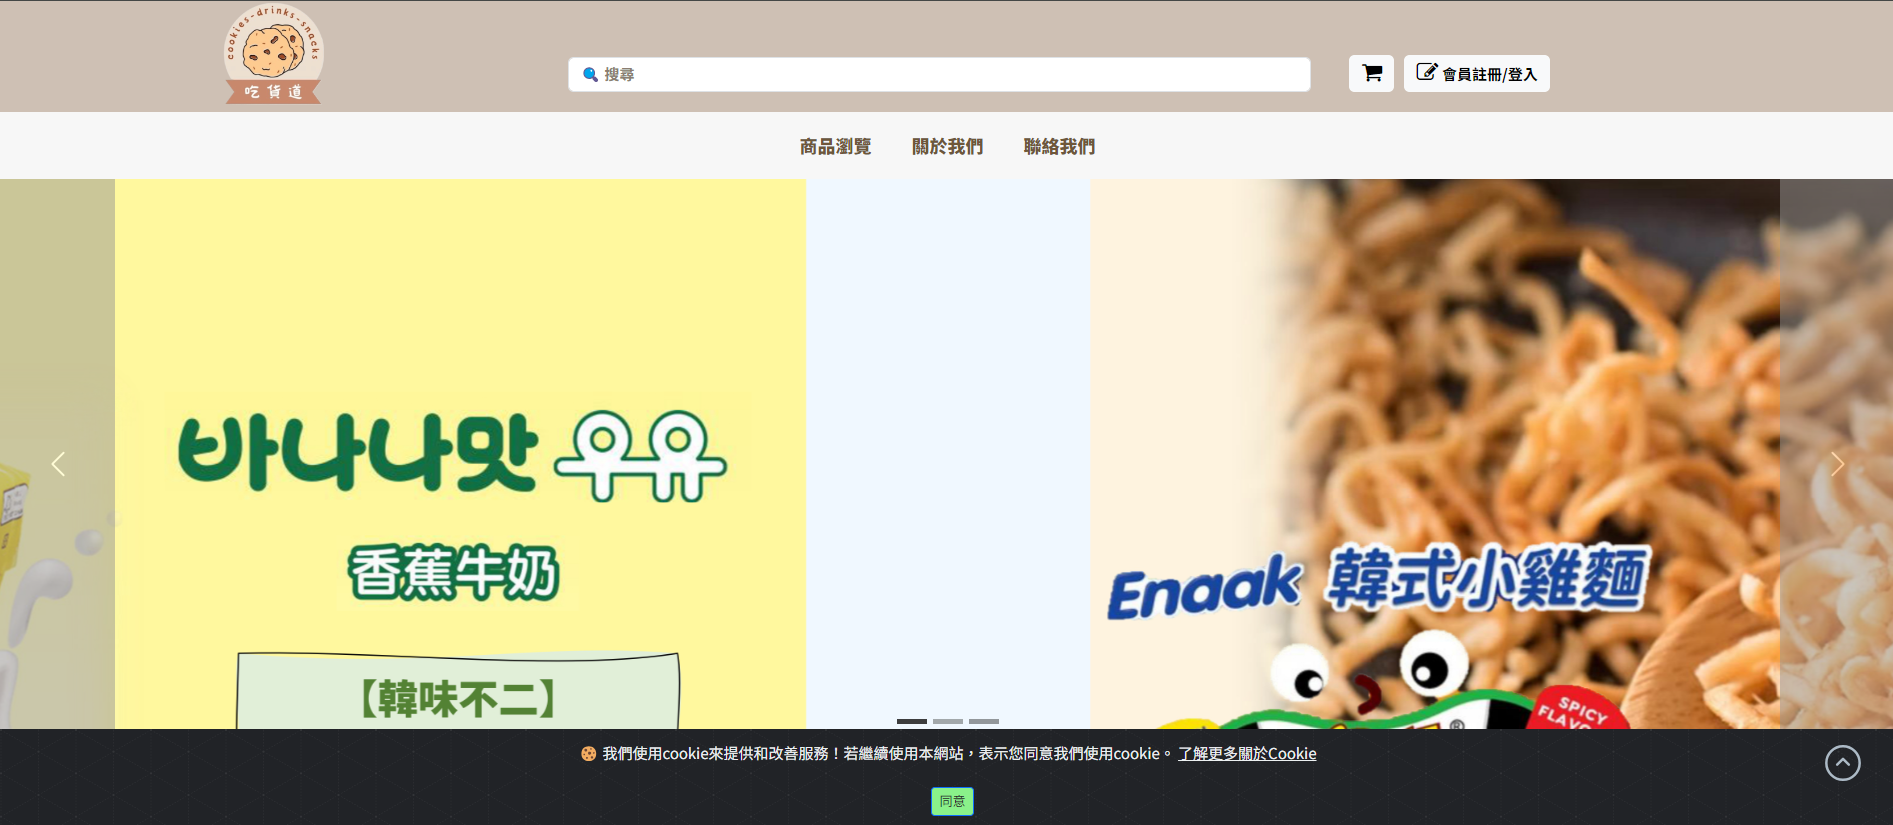 cookies-drinks-snacks
吃貨道
搜尋
會員註冊/登入
商品瀏覽
關於我們
聯絡我們
바나나맛 우유
香蕉牛奶
【韓味不二】
Enaak 韓式小雞麵
SPICY
FLAVO
®
我們使用cookie來提供和改善服務！若繼續使用本網站，表示您同意我們使用cookie。 了解更多關於Cookie
同意